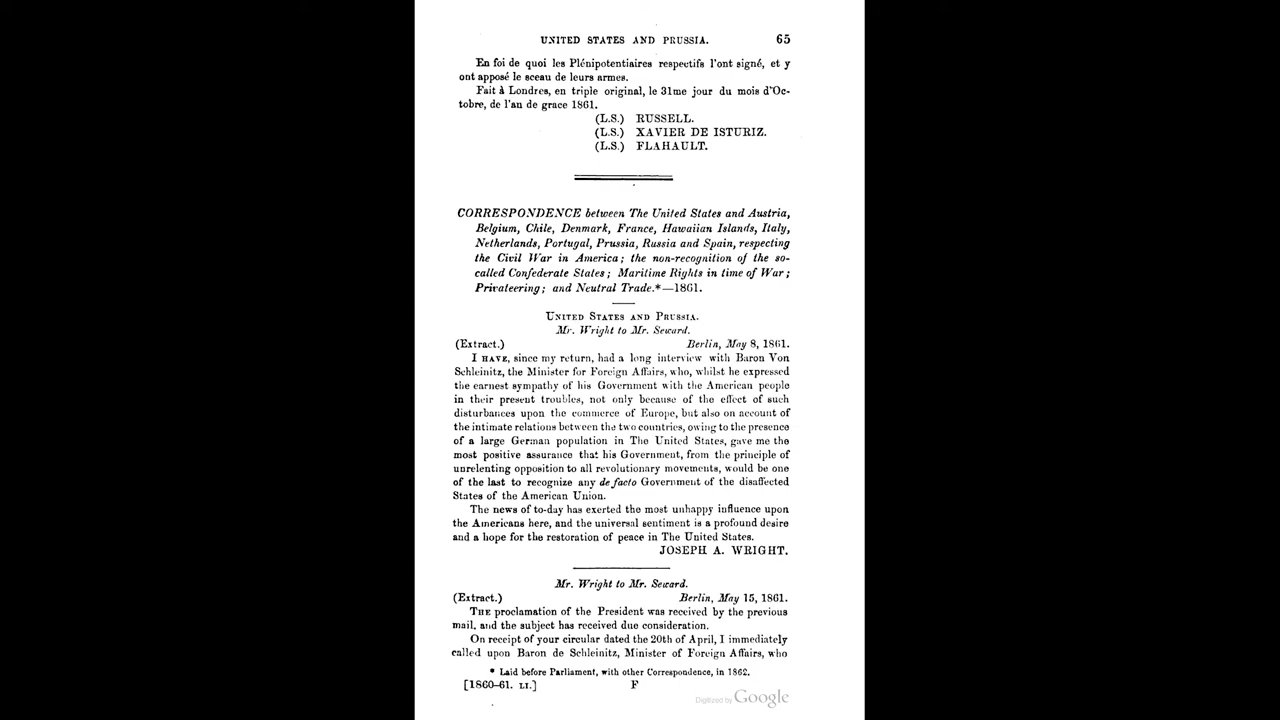 UNITED STATES AND PRUSSIA. 65
En foi de quoi les Plénipotentiaires respectifs l'ont signé, et y
ont apposé le sceau de leurs armes.
Fait à Londres, en triple original, le 31me jour du mois d'Oc-
tobre, de l'an de grace 1861.
(L.S.) RUSSELL.
(L.S.) XAVIER DE ISTURIZ.
(L.S.) FLAHAULT.
CORRESPONDENCE between The United States and Austria,
Belgium, Chile, Denmark, France, Hawaiian Islands, Italy,
Netherlands, Portugal, Prussia, Russia and Spain, respecting
the Civil War in America; the non-recognition of the so-
called Confederate States; Maritime Rights in time of War;
Privateering; and Neutral Trade.*—1861.
UNITED STATES AND PRUSSIA.
Mr. Wright to Mr. Seward.
(Extract.) Berlin, May 8, 1861.
I HAVE, since my return, had a long interview with Baron Von
Schleinitz, the Minister for Foreign Affairs, who, whilst he expressed
the earnest sympathy of his Government with the American people
in their present troubles, not only because of the effect of such
disturbances upon the commerce of Europe, but also on account of
the intimate relations between the two countries, owing to the presence
of a large German population in The United States, gave me the
most positive assurance that his Government, from the principle of
unrelenting opposition to all revolutionary movements, would be one
of the last to recognize any de facto Government of the disaffected
States of the American Union.
The news of to-day has exerted the most unhappy influence upon
the Americans here, and the universal sentiment is a profound desire
and a hope for the restoration of peace in The United States.
JOSEPH A. WRIGHT.
Mr. Wright to Mr. Seward.
(Extract.) Berlin, May 15, 1861.
THE proclamation of the President was received by the previous
mail, and the subject has received due consideration.
On receipt of your circular dated the 20th of April, I immediately
called upon Baron de Schleinitz, Minister of Foreign Affairs, who
* Laid before Parliament, with other Correspondence, in 1862.
[1860–61. LI.] F
Digitized by Google